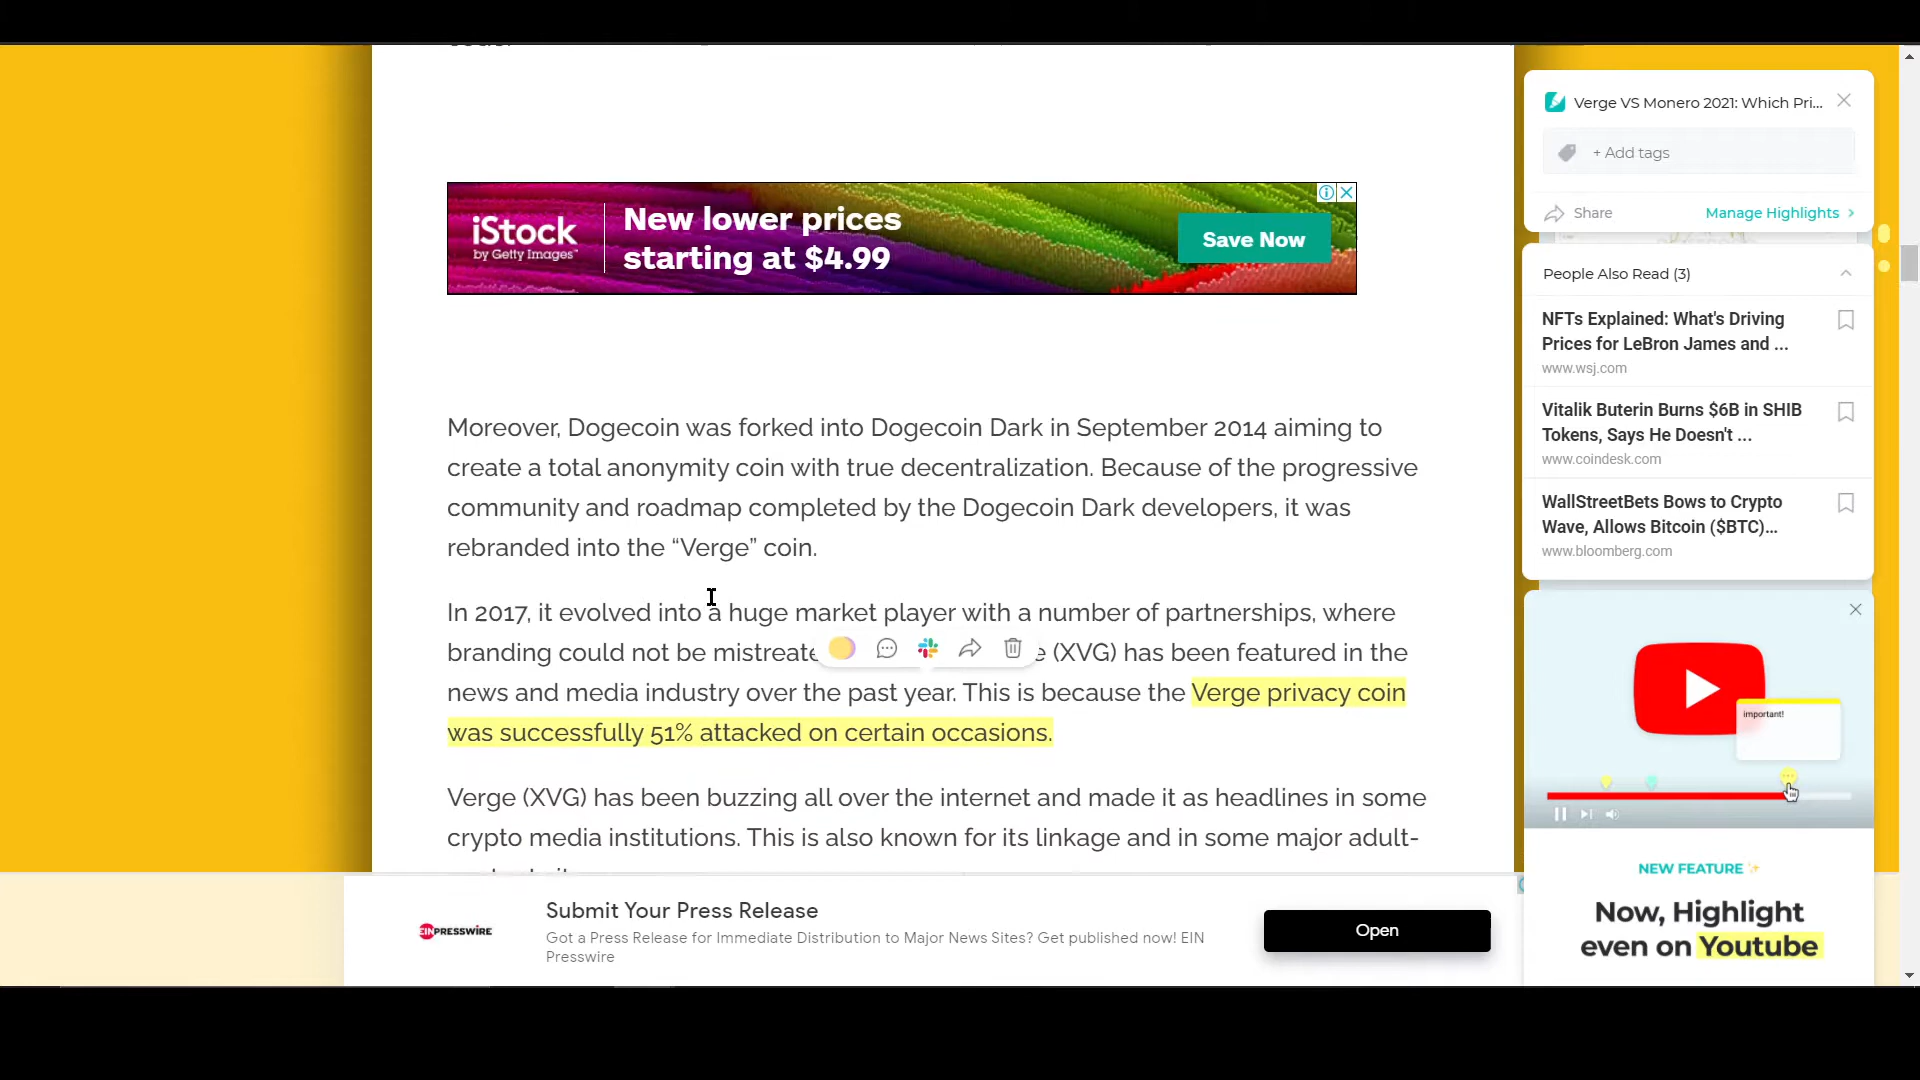 iStock
by Getty Images™
New lower prices
starting at $4.99
Save Now
Moreover, Dogecoin was forked into Dogecoin Dark in September 2014 aiming to
create a total anonymity coin with true decentralization. Because of the progressive
community and roadmap completed by the Dogecoin Dark developers, it was
rebranded into the “Verge” coin.
In 2017, it evolved into a huge market player with a number of partnerships, where
branding could not be (XVG) has been featured in the
news and media industry over the past year. This is because the Verge privacy coin
was successfully 51% attacked on certain occasions.
Verge (XVG) has been buzzing all over the internet and made it as headlines in some
crypto media institutions. This is also known for its linkage and in some major adult-
Submit Your Press Release
EINPRESSWIRE
Got a Press Release for Immediate Distribution to Major News Sites? Get published now! EIN
Presswire
Open
Verge VS Monero 2021: Which Pri...
+ Add tags
Share
Manage Highlights >
People Also Read (3)
NFTs Explained: What's Driving
Prices for LeBron James and ...
www.wsj.com
Vitalik Buterin Burns $6B in SHIB
Tokens, Says He Doesn't ...
www.coindesk.com
WallStreetBets Bows to Crypto
Wave, Allows Bitcoin ($BTC)...
www.bloomberg.com
important!
NEW FEATURE
Now, Highlight
even on Youtube